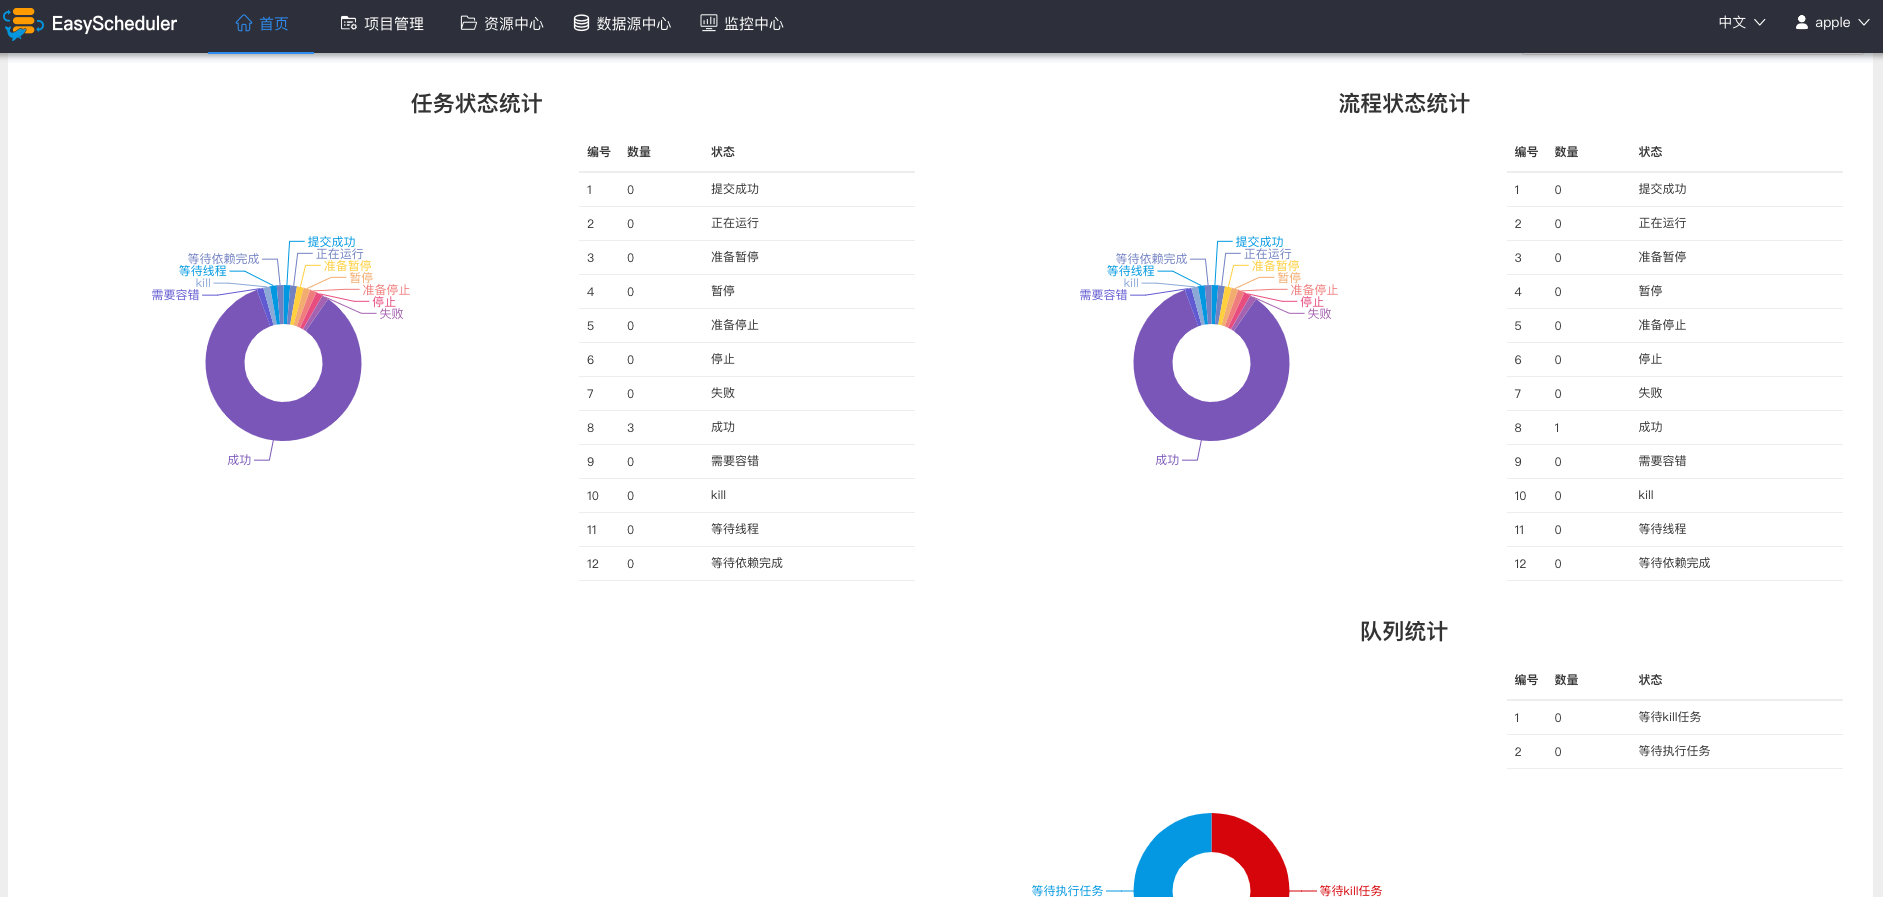 EasyScheduler 首页 项目管理 资源中心 数据源中心 监控中心 中文 apple
任务状态统计
编号 数量 状态
1 0 提交成功
2 0 正在运行
3 0 准备暂停
4 0 暂停
5 0 准备停止
6 0 停止
7 0 失败
8 3 成功
9 0 需要容错
10 0 kill
11 0 等待线程
12 0 等待依赖完成
提交成功
正在运行
准备暂停
暂停
准备停止
停止
失败
等待依赖完成
等待线程
kill
需要容错
成功
流程状态统计
编号 数量 状态
1 0 提交成功
2 0 正在运行
3 0 准备暂停
4 0 暂停
5 0 准备停止
6 0 停止
7 0 失败
8 1 成功
9 0 需要容错
10 0 kill
11 0 等待线程
12 0 等待依赖完成
提交成功
正在运行
准备暂停
暂停
准备停止
停止
失败
等待依赖完成
等待线程
kill
需要容错
成功
队列统计
编号 数量 状态
1 0 等待kill任务
2 0 等待执行任务
等待执行任务 等待kill任务